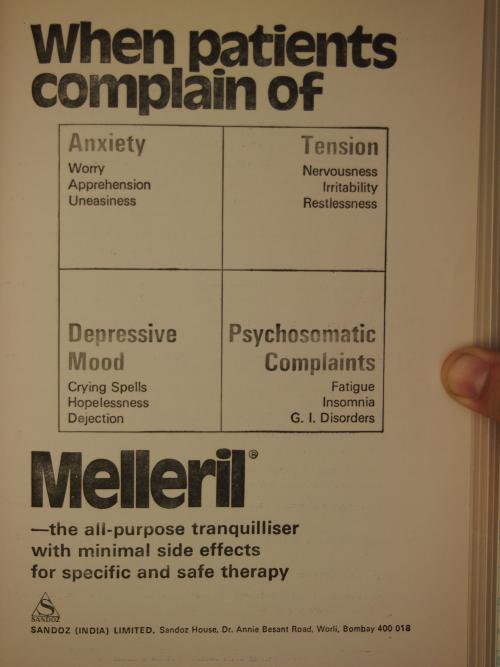 When patients
complain of
Anxiety
Worry
Apprehension
Uneasiness
Tension
Nervousness
Irritability
Restlessness
Depressive
Mood
Crying Spells
Hopelessness
Dejection
Psychosomatic
Complaints
Fatigue
Insomnia
G. I. Disorders
Melleril®
—the all-purpose tranquilliser
with minimal side effects
for specific and safe therapy
SANDOZ
SANDOZ (INDIA) LIMITED, Sandoz House, Dr. Annie Besant Road, Worli, Bombay 400 018